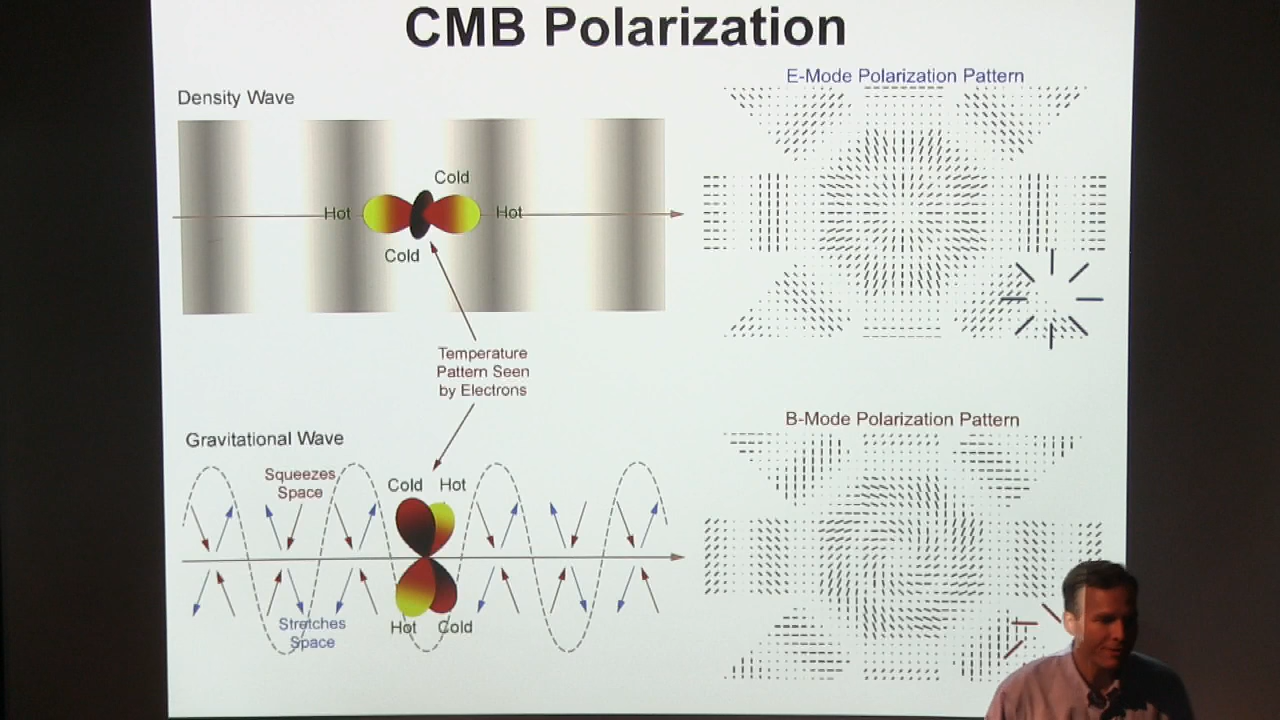 CMB Polarization
Density Wave
Cold
Hot
Hot
Cold
Temperature
Pattern Seen
by Electrons
Gravitational Wave
Squeezes
Space
Cold
Hot
Stretches
Space
Hot
Cold
E-Mode Polarization Pattern
B-Mode Polarization Pattern